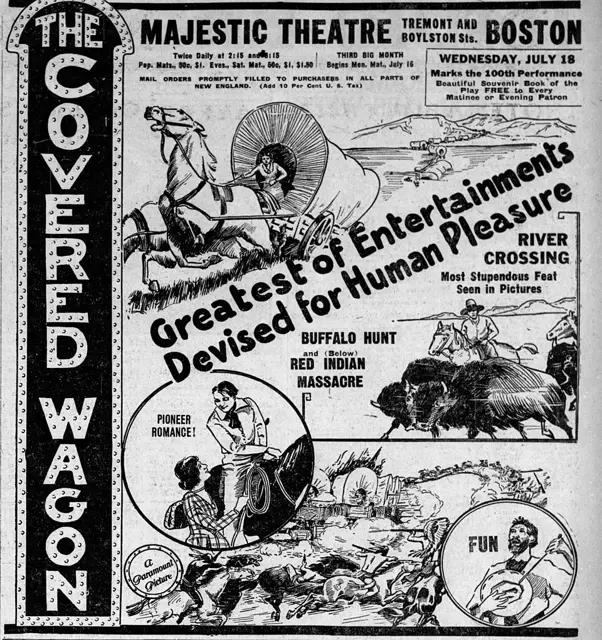 THE COVERED WAGON
MAJESTIC THEATRE TREMONT AND BOYLSTON Sts. BOSTON
Twice Daily at 2:15 and 8:15
Pop. Mats., 50c, $1. Eves., Sat. Mat., 50c, $1, $1.50
THIRD BIG MONTH
Begins Mon. Mat., July 16
MAIL ORDERS PROMPTLY FILLED TO PURCHASERS IN ALL PARTS OF
NEW ENGLAND. (Add 10 Per Cent U. S. Tax)
WEDNESDAY, JULY 18
Marks the 100th Performance
Beautiful Souvenir Book of the
Play FREE to Every
Matinee or Evening Patron
Greatest of Entertainments
Devised for Human Pleasure
RIVER
CROSSING
Most Stupendous Feat
Seen in Pictures
BUFFALO HUNT
and (Below)
RED INDIAN
MASSACRE
PIONEER
ROMANCE!
FUN
A
Paramount
Picture